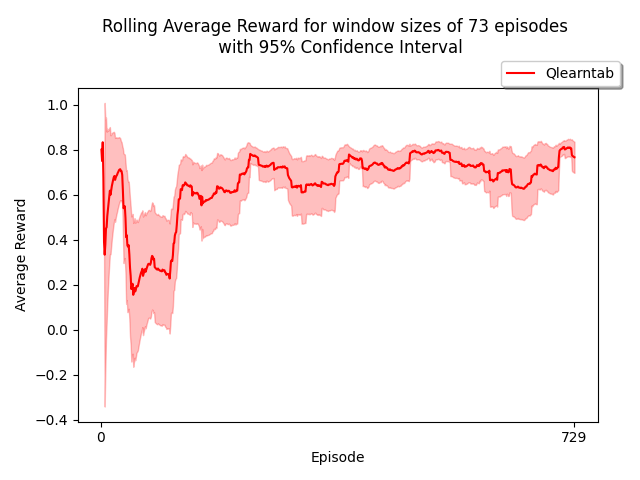 Rolling Average Reward for window sizes of 73 episodes
with 95% Confidence Interval
Qlearntab
1.0
0.8
0.6
0.4
0.2
0.0
−0.2
−0.4
Average Reward
0
729
Episode